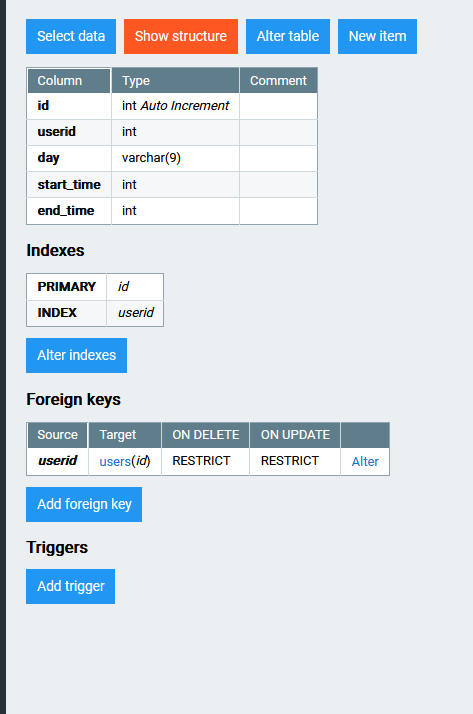 Select data Show structure Alter table New item
Column Type Comment
id int Auto Increment
userid int
day varchar(9)
start_time int
end_time int
Indexes
PRIMARY id
INDEX userid
Alter indexes
Foreign keys
Source Target ON DELETE ON UPDATE
userid users(id) RESTRICT RESTRICT Alter
Add foreign key
Triggers
Add trigger